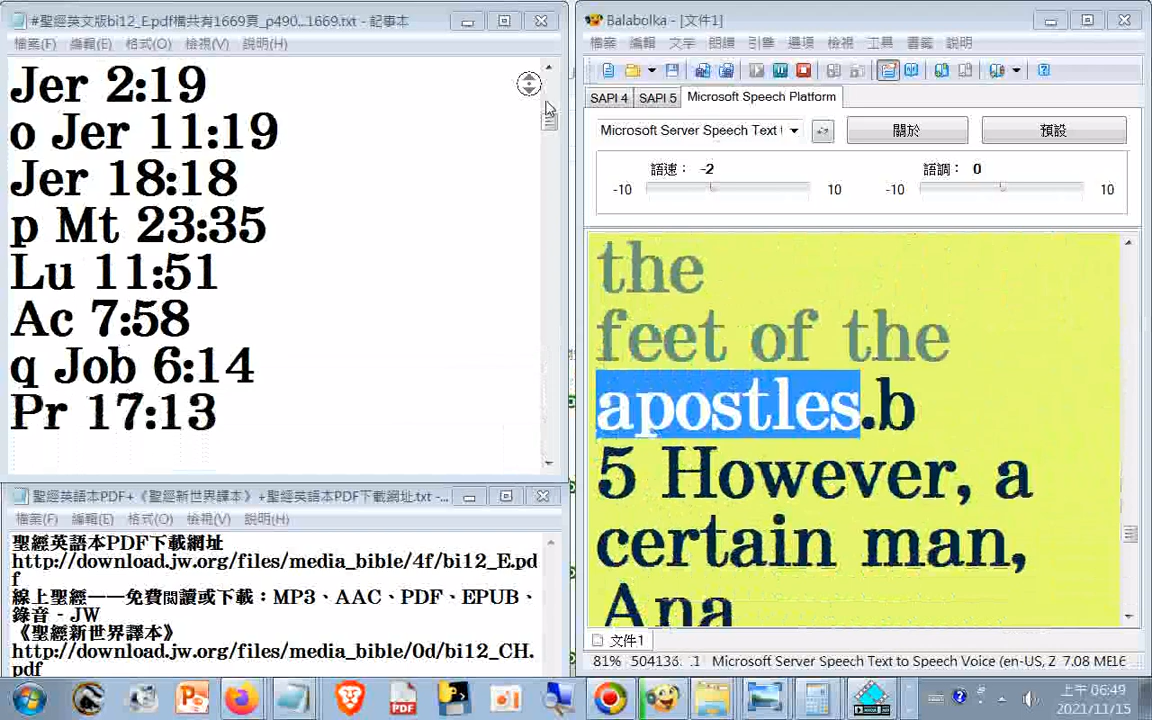 #聖經英文版bi12_E.pdf檔共有1669頁_p490...1669.txt - 記事本
檔案(F) 編輯(E) 格式(O) 檢視(V) 說明(H)
Jer 2:19
o Jer 11:19
Jer 18:18
p Mt 23:35
Lu 11:51
Ac 7:58
q Job 6:14
Pr 17:13
聖經英語本PDF+《聖經新世界譯本》+聖經英語本PDF下載網址.txt -...
檔案(F) 編輯(E) 格式(O) 檢視(V) 說明(H)
聖經英語本PDF下載網址
http://download.jw.org/files/media_bible/4f/bi12_E.pd
f
線上聖經——免費閱讀或下載：MP3、AAC、PDF、EPUB、
錄音 - JW
《聖經新世界譯本》
http://download.jw.org/files/media_bible/0d/bi12_CH.
pdf
Balabolka - [文件1]
檔案 編輯 文字 朗讀 引擎 選項 檢視 工具 書籤 說明
SAPI 4 SAPI 5 Microsoft Speech Platform
Microsoft Server Speech Text 關於 預設
語速： -2 語調： 0
-10 10 -10 10
the
feet of the
apostles.b
5 However, a
certain man,
Ana
文件1
81% Microsoft Server Speech Text to Speech Voice (en-US, Z
上午 06:49
2021/11/15
PDF